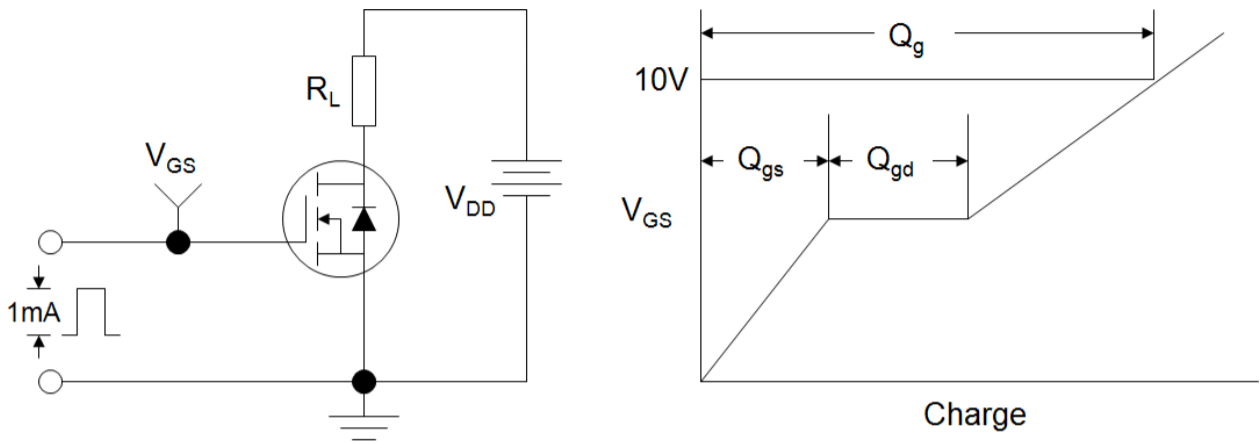 R_L
V_GS
V_DD
1mA
Q_g
10V
Q_gs
Q_gd
V_GS
Charge